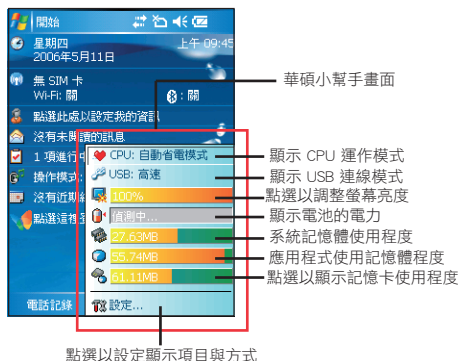 開始
星期四
上午 09:45
2006年5月11日
無 SIM 卡
Wi-Fi: 關
: 關
點選此處以設定我的資訊
沒有未閱讀的訊息
1 項進行中
操作模式:
沒有近期
點選這裡
電話記錄
CPU: 自動省電模式
USB: 高速
100%
偵測中...
27.63MB
55.74MB
61.11MB
設定...
華碩小幫手畫面
顯示 CPU 運作模式
顯示 USB 連線模式
點選以調整螢幕亮度
顯示電池的電力
系統記憶體使用程度
應用程式使用記憶體程度
點選以顯示記憶卡使用程度
點選以設定顯示項目與方式